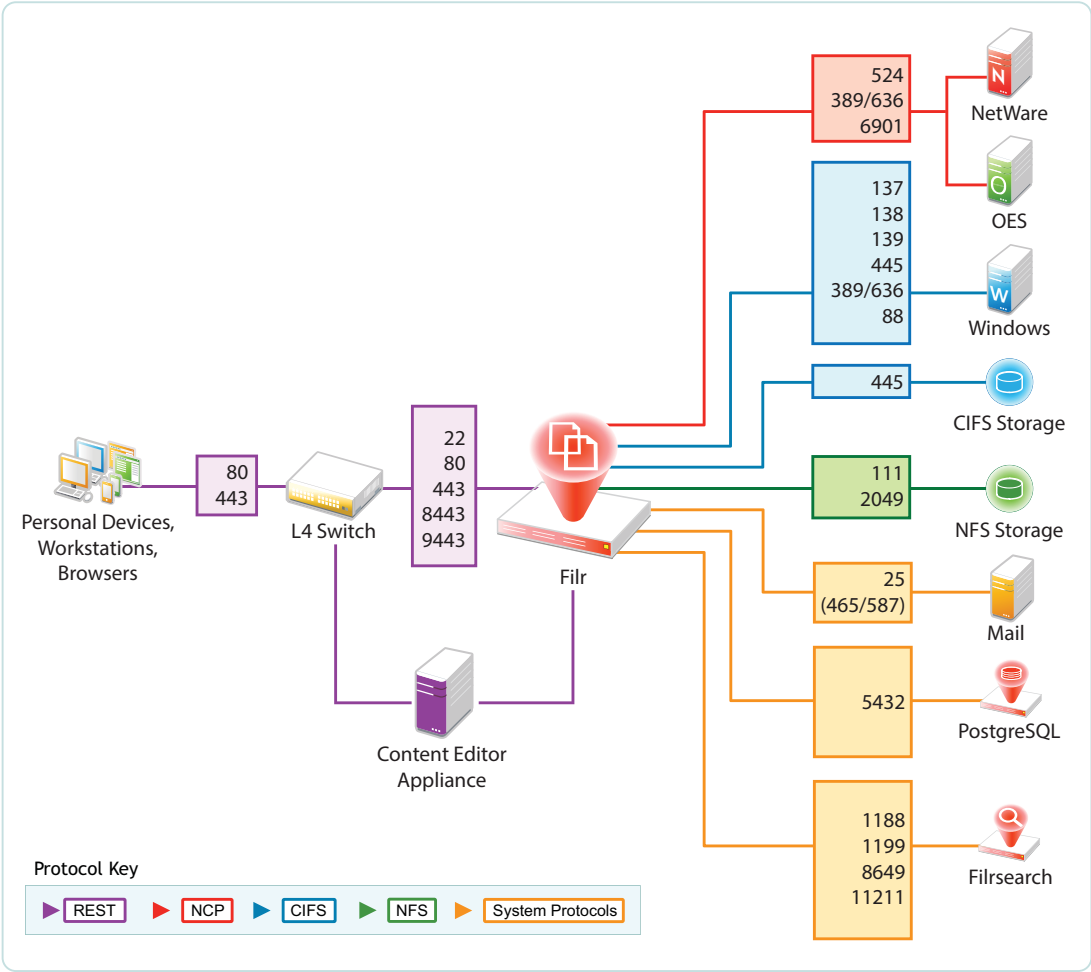 524
389/636
6901
NetWare
OES
137
138
139
445
389/636
88
Windows
445
CIFS Storage
80
443
Personal Devices,
Workstations,
Browsers
L4 Switch
22
80
443
8443
9443
Filr
111
2049
NFS Storage
25
(465/587)
Mail
Content Editor
Appliance
5432
PostgreSQL
1188
1199
8649
11211
Filrsearch
Protocol Key
REST
NCP
CIFS
NFS
System Protocols
N
O
W